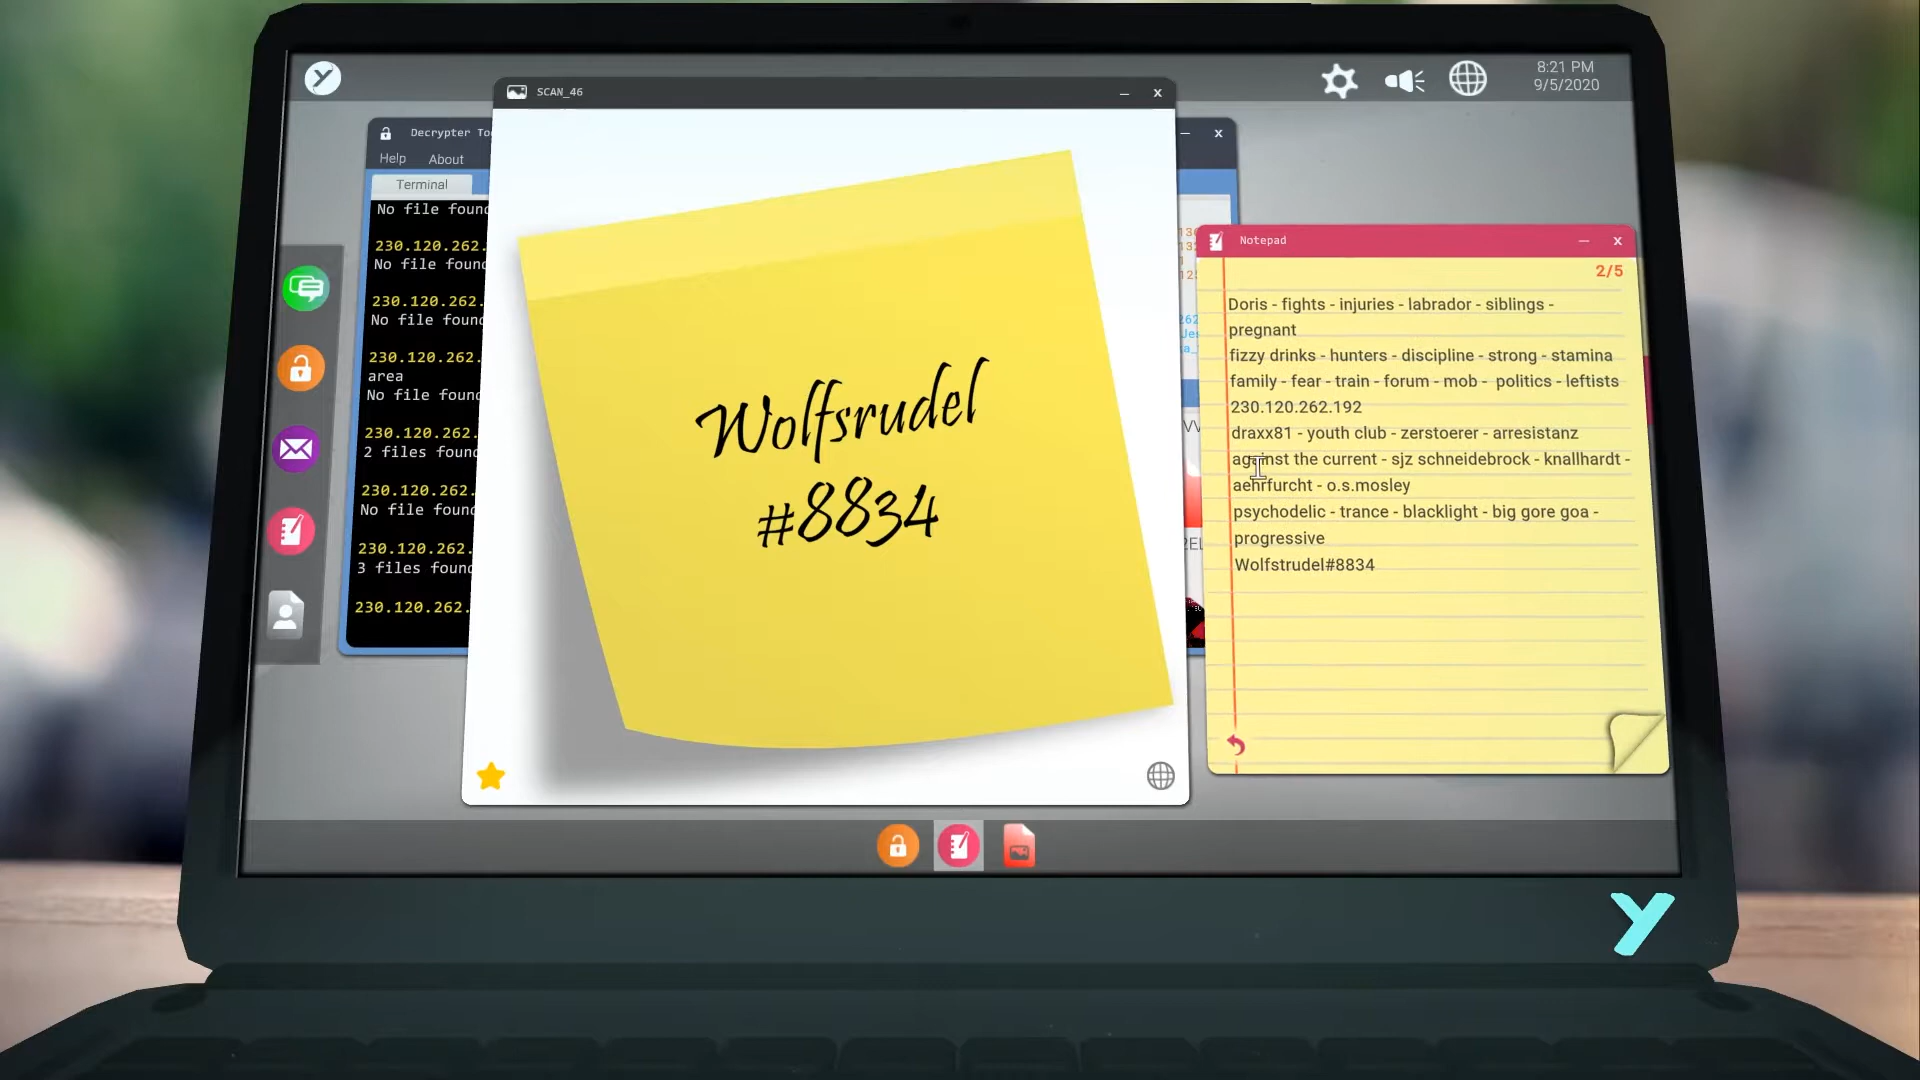 8:21 PM
9/5/2020
SCAN_46
Decrypter To
Help About
Terminal
No file found
230.120.262.
No file found
230.120.262.
No file found
230.120.262.
area
No file found
230.120.262.
2 files found
230.120.262.
No file found
230.120.262.
3 files found
230.120.262.
Wolfsrudel
#8834
Notepad
2/5
Doris - fights - injuries - labrador - siblings -
pregnant
fizzy drinks - hunters - discipline - strong - stamina
family - fear - train - forum - mob - politics - leftists
230.120.262.192
draxx81 - youth club - zerstoerer - arresistanz
against the current - sjz schneidebrock - knallhardt -
aehrfurcht - o.s.mosley
psychodelic - trance - blacklight - big gore goa -
progressive
Wolfstrudel#8834